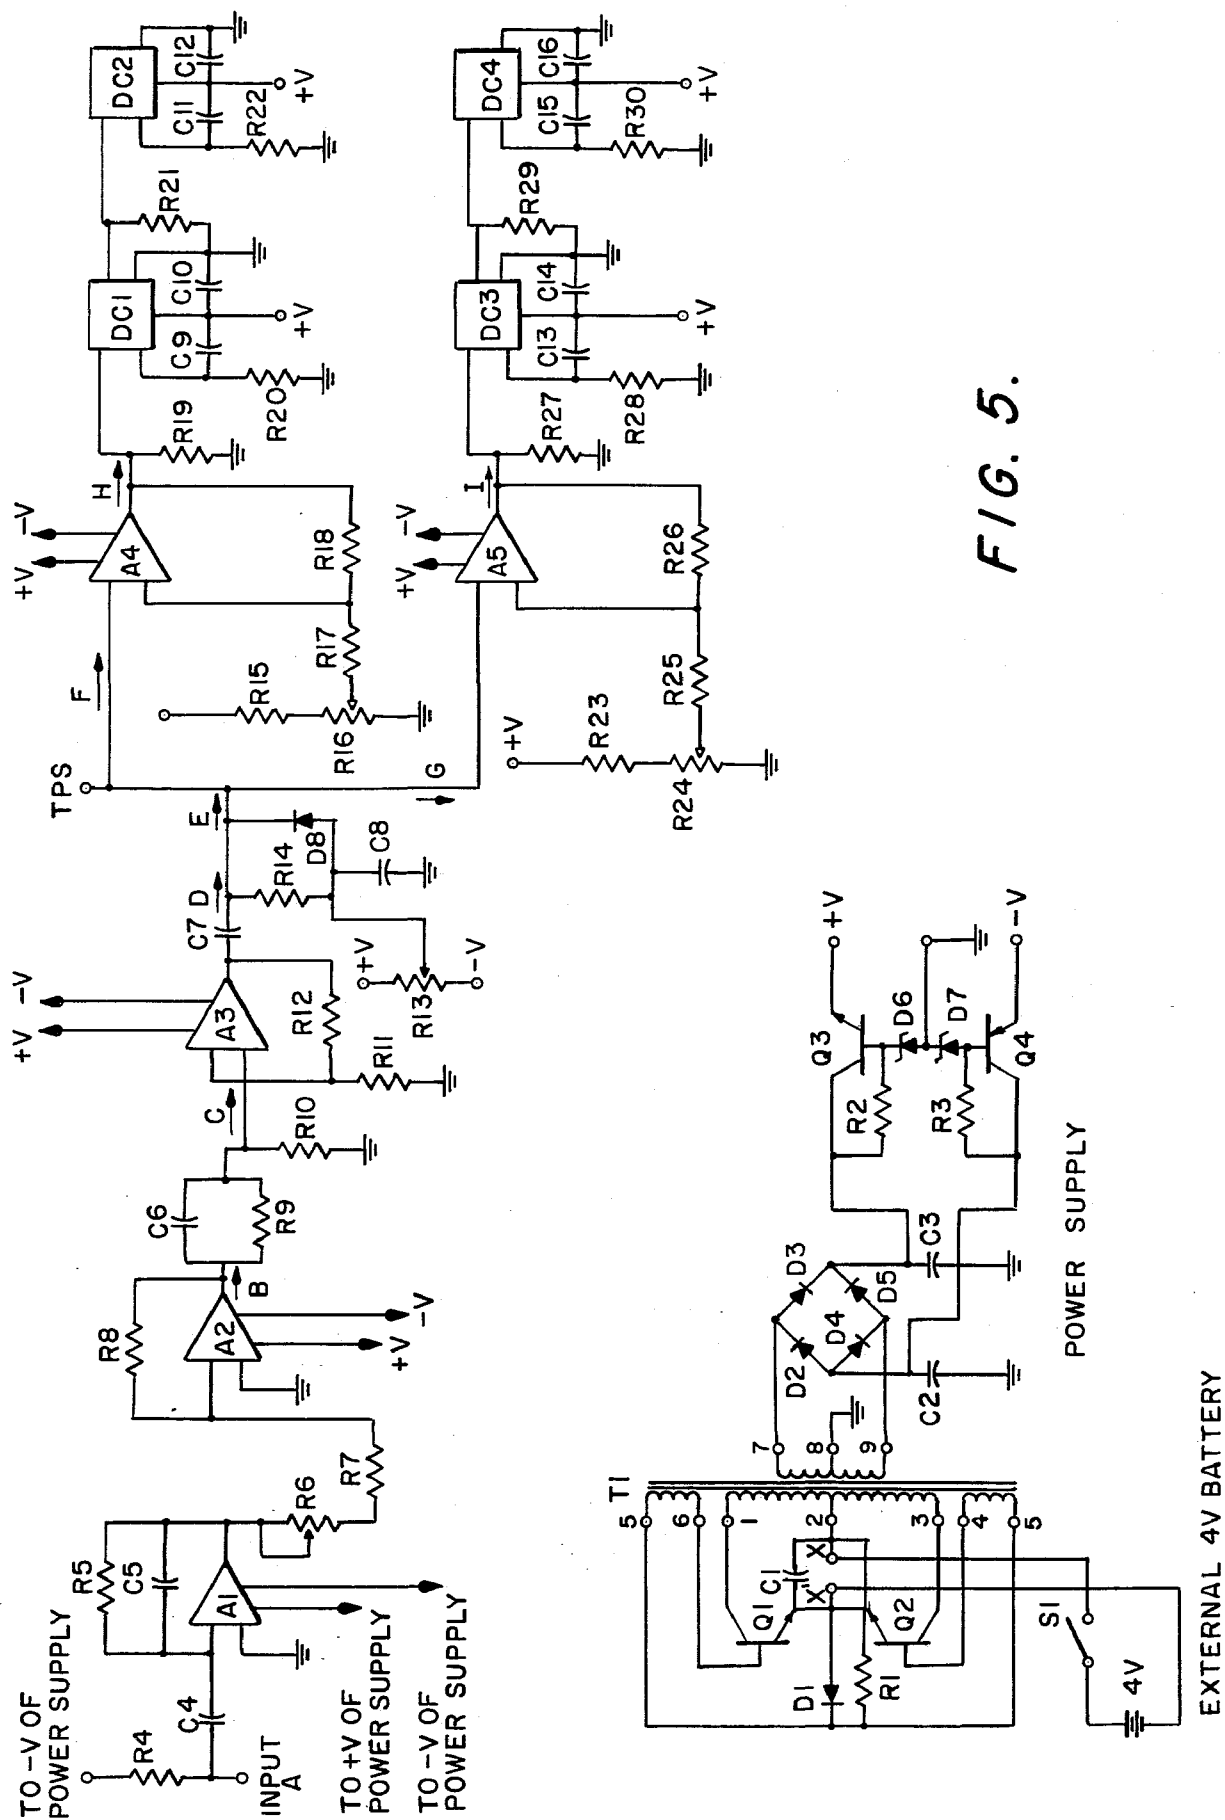 TO -V OF
POWER SUPPLY
R4
INPUT
A
C4
R5
C5
A1
TO +V OF
POWER SUPPLY
TO -V OF
POWER SUPPLY
R6
R7
R8
A2
+V
-V
B
C6
R9
C
R10
A3
+V
-V
R11
R12
C7
D
+V
R13
-V
R14
D8
C8
E
TPS
F
G
R15
R16
R17
R18
A4
+V
-V
H
R19
DC1
C9
C10
R20
+V
R21
DC2
C11
C12
R22
+V
+V
R23
R24
R25
R26
A5
+V
-V
I
R27
DC3
C13
C14
R28
+V
R29
DC4
C15
C16
R30
+V
EXTERNAL 4V BATTERY
4V
S1
D1
R1
Q1
Q2
C1
X
X
T1
5
6
1
2
3
4
5
7
8
9
D2
D3
D4
D5
C2
C3
POWER SUPPLY
R2
R3
Q3
Q4
D6
D7
+V
-V
FIG. 5.